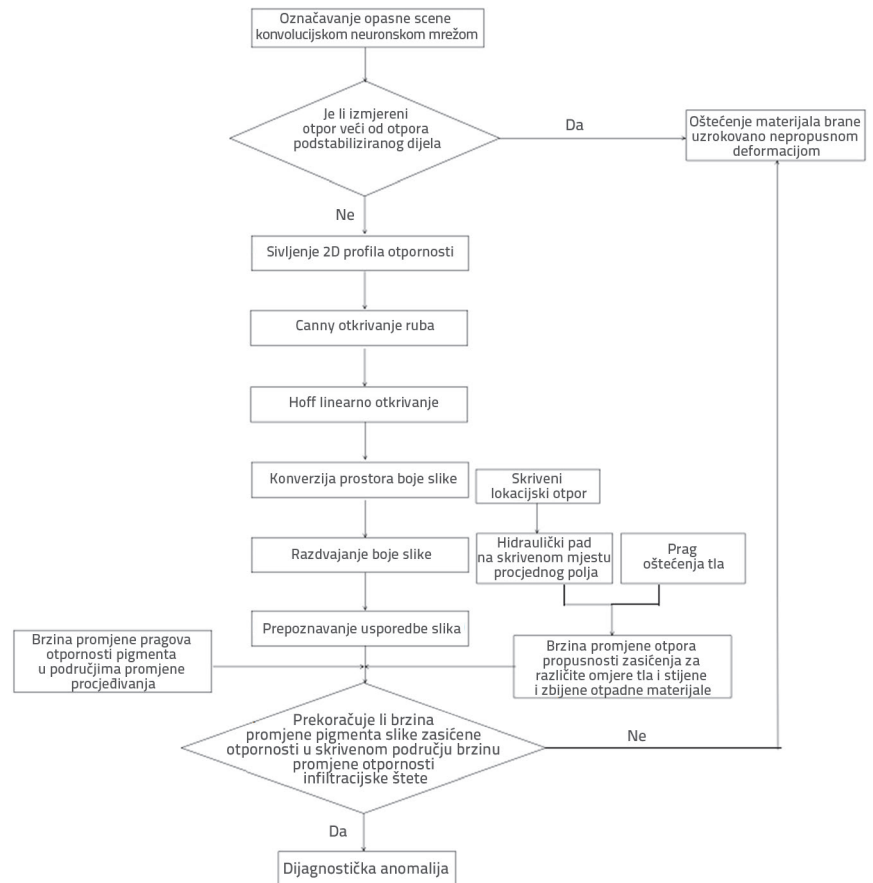 Označavanje opasne scene
konvolucijskom neuronskom mrežom
Je li izmjereni
otpor veći od otpora
podstabiliziranog dijela
Da
Oštećenje materijala brane
uzrokovano nepropusnom
deformacijom
Ne
Sivljenje 2D profila otpornosti
Canny otkrivanje ruba
Hoff linearno otkrivanje
Konverzija prostora boje slike
Skriveni
lokacijski otpor
Razdvajanje boje slike
Hidraulički pad
na skrivenom mjestu
procjednog polja
Prag
oštećenja tla
Prepoznavanje usporedbe slika
Brzina promjene pragova
otpornosti pigmenta
u područjima promjene
procjeđivanja
Brzina promjene otpora
propusnosti zasićenja za
različite omjere tla i stijene
i zbijene otpadne materijale
Prekoračuje li brzina
promjene pigmenta slike zasićene
otpornosti u skrivenom području brzinu
promjene otpornosti
infiltracijske štete
Ne
Da
Dijagnostička anomalija